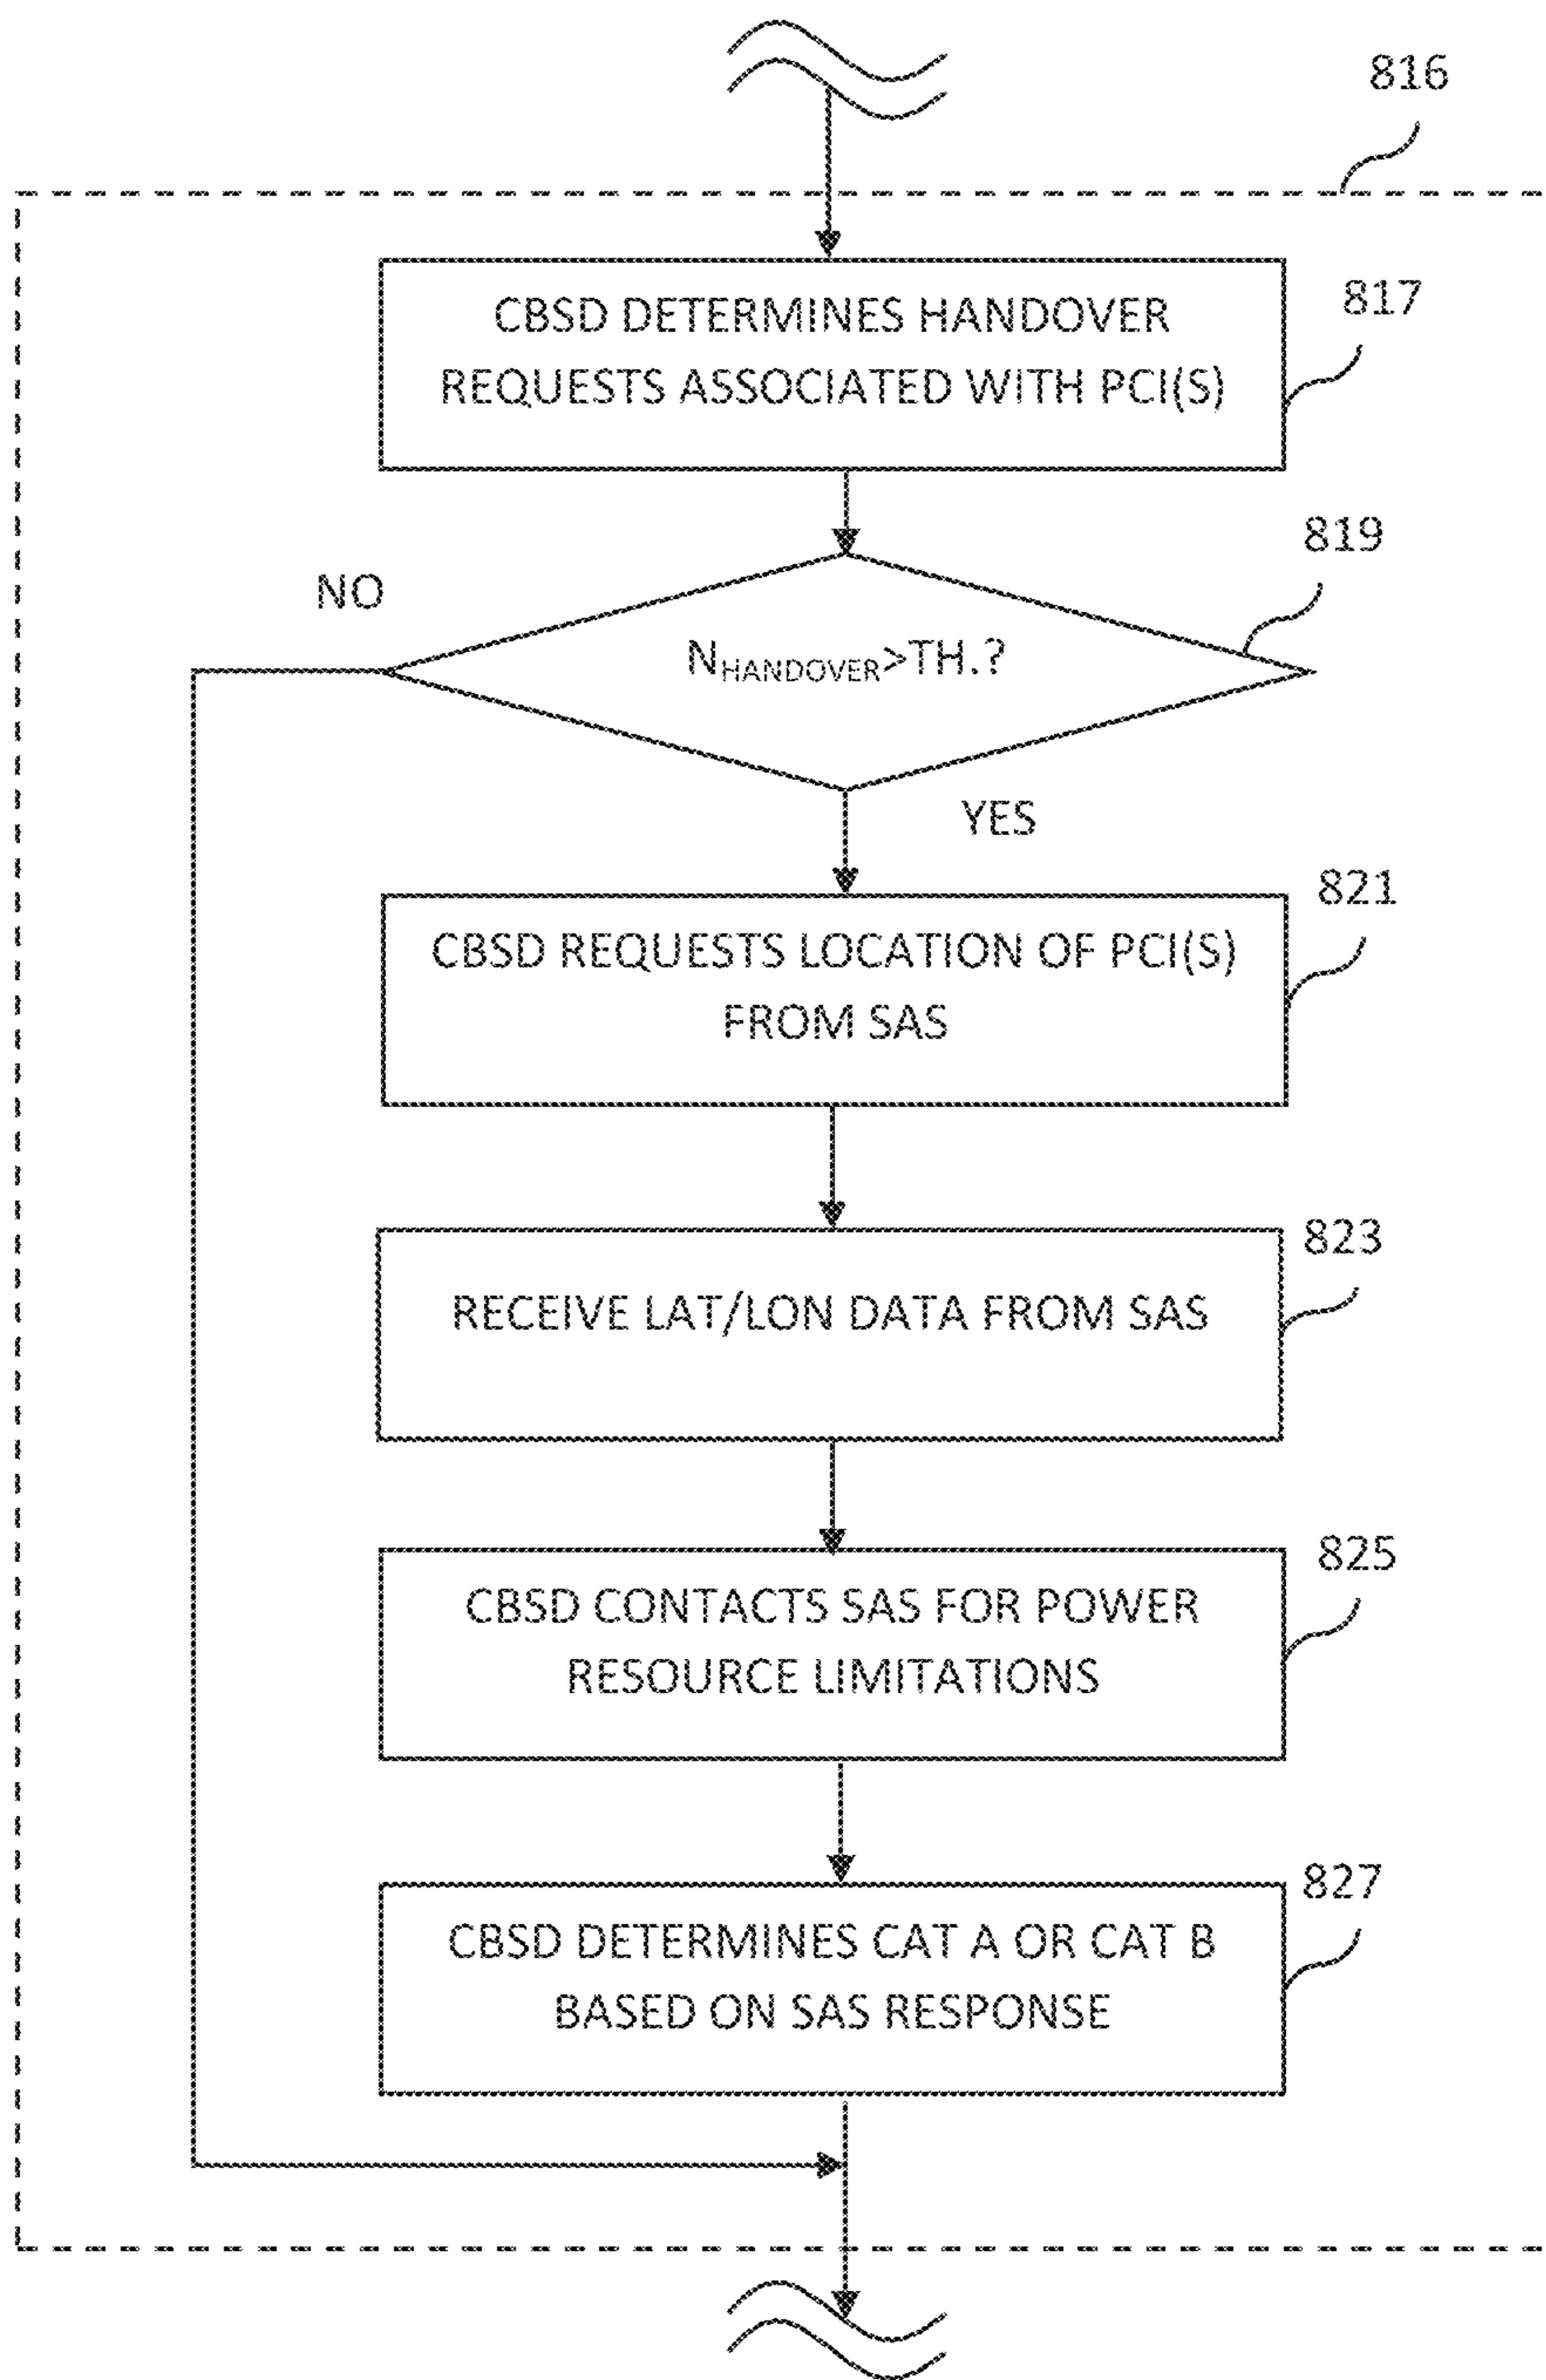 816
CBSD DETERMINES HANDOVER
REQUESTS ASSOCIATED WITH PCI(S)
817
819
NO
N_HANDOVER>TH.?
YES
821
CBSD REQUESTS LOCATION OF PCI(S)
FROM SAS
823
RECEIVE LAT/LON DATA FROM SAS
825
CBSD CONTACTS SAS FOR POWER
RESOURCE LIMITATIONS
827
CBSD DETERMINES CAT A OR CAT B
BASED ON SAS RESPONSE